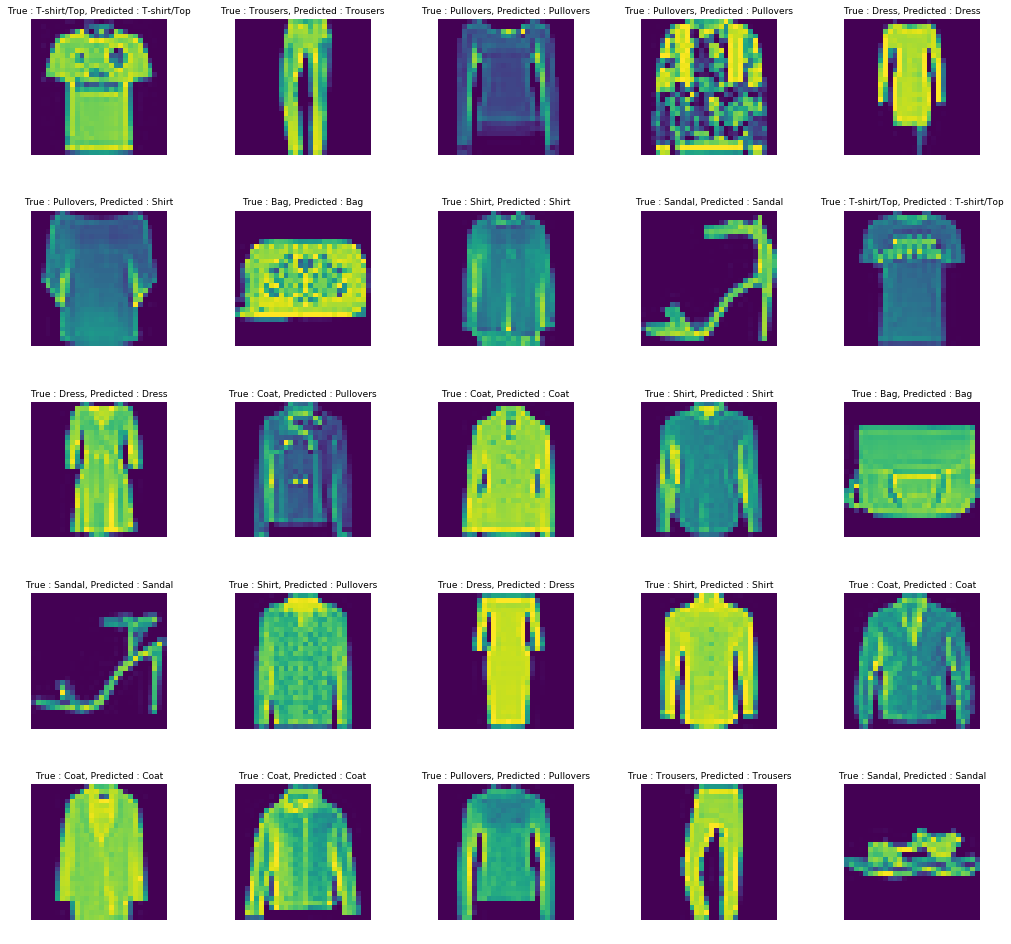 True : T-shirt/Top, Predicted : T-shirt/Top
True : Trousers, Predicted : Trousers
True : Pullovers, Predicted : Pullovers
True : Pullovers, Predicted : Pullovers
True : Dress, Predicted : Dress
True : Pullovers, Predicted : Shirt
True : Bag, Predicted : Bag
True : Shirt, Predicted : Shirt
True : Sandal, Predicted : Sandal
True : T-shirt/Top, Predicted : T-shirt/Top
True : Dress, Predicted : Dress
True : Coat, Predicted : Pullovers
True : Coat, Predicted : Coat
True : Shirt, Predicted : Shirt
True : Bag, Predicted : Bag
True : Sandal, Predicted : Sandal
True : Shirt, Predicted : Pullovers
True : Dress, Predicted : Dress
True : Shirt, Predicted : Shirt
True : Coat, Predicted : Coat
True : Coat, Predicted : Coat
True : Coat, Predicted : Coat
True : Pullovers, Predicted : Pullovers
True : Trousers, Predicted : Trousers
True : Sandal, Predicted : Sandal